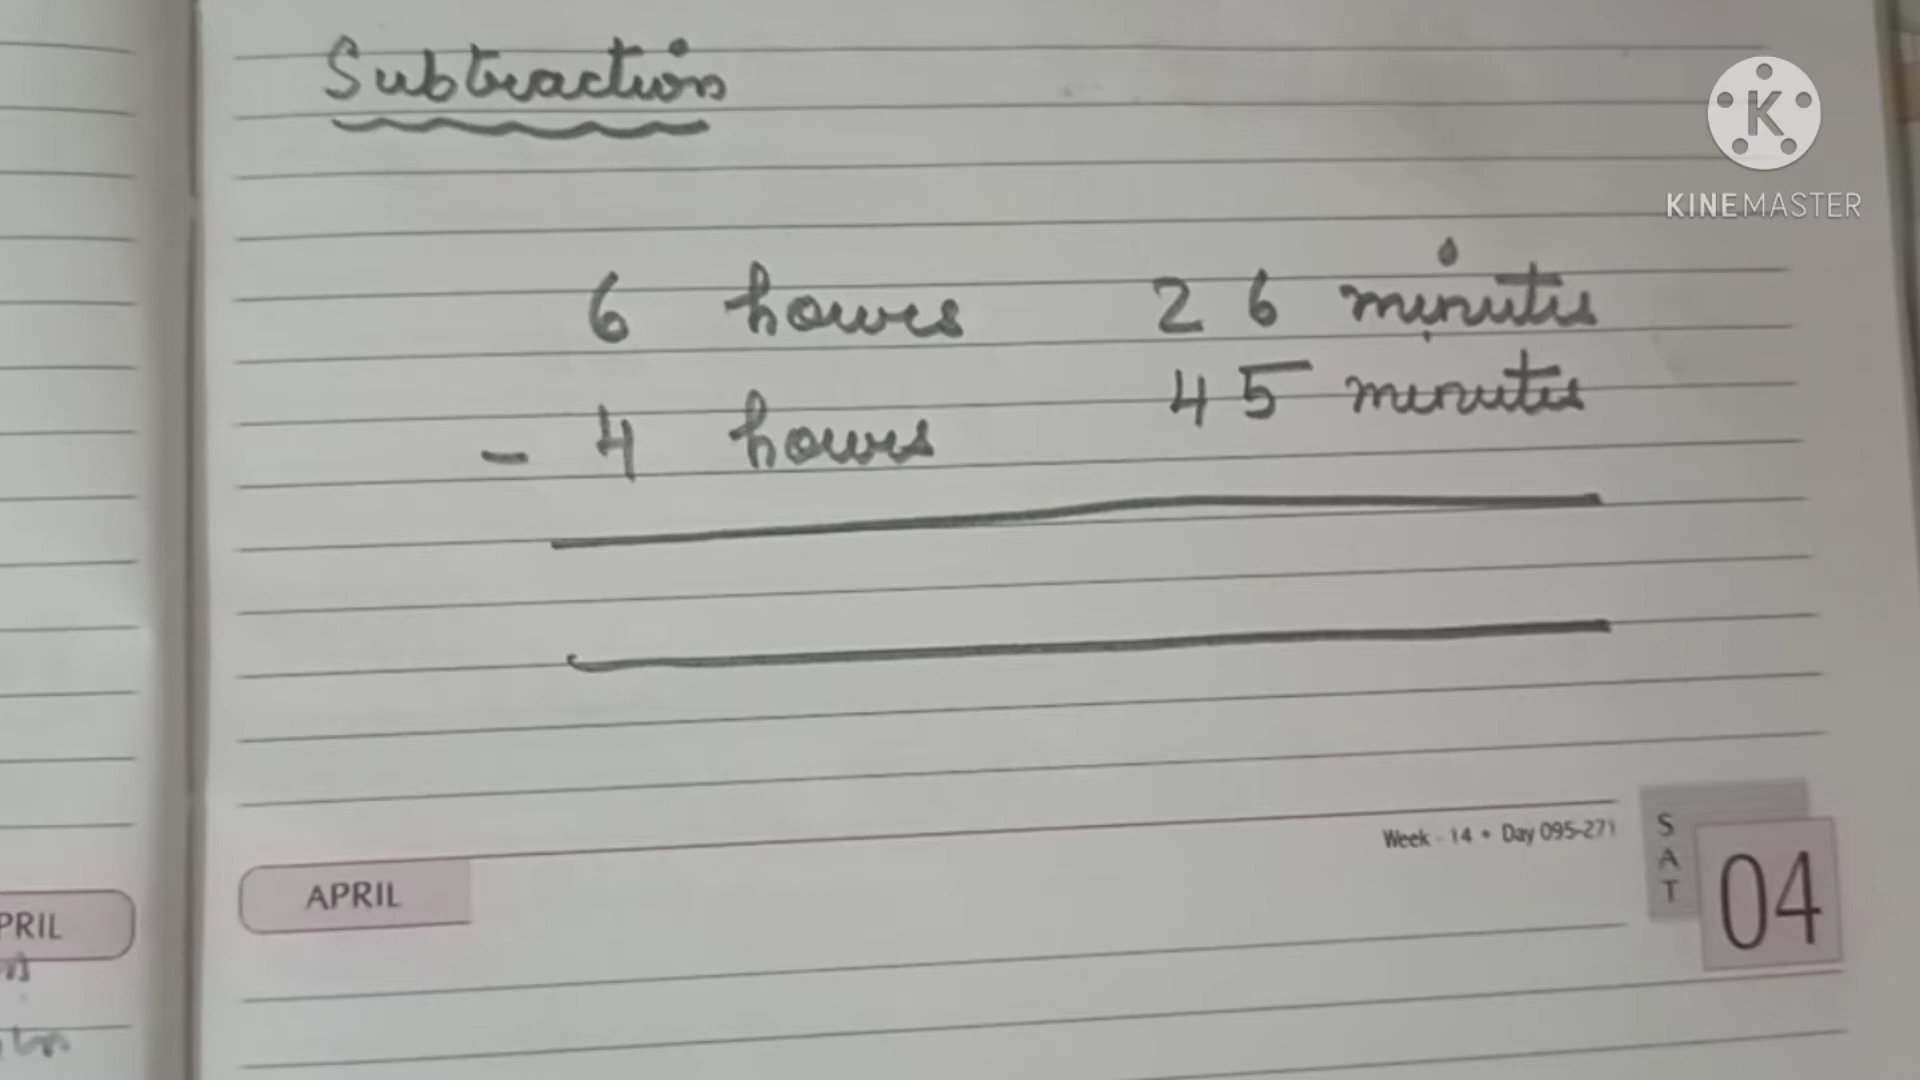 Subtraction
6 hours 26 minutes
- 4 hours 45 minutes
Week - 14 • Day 095-271
SAT
04
APRIL
PRIL
K
KINEMASTER